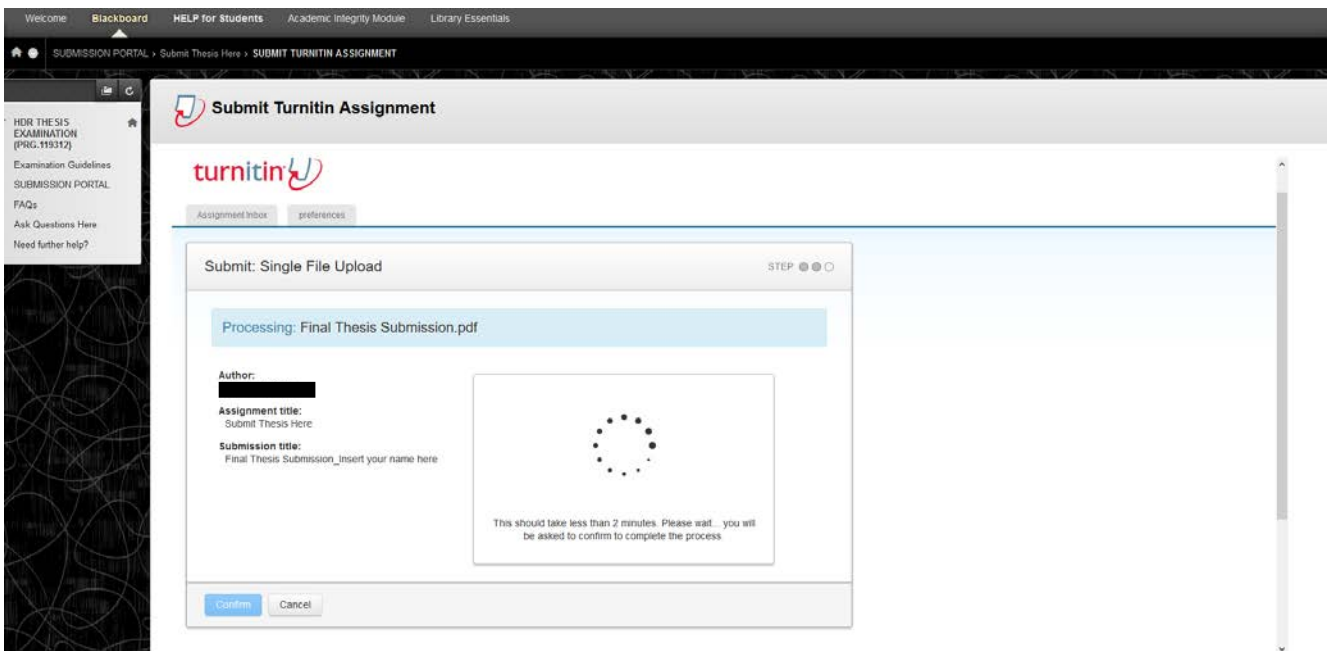 Welcome Blackboard HELP for Students Academic Integrity Module Library Essentials
SUBMISSION PORTAL > Submit Thesis Here > SUBMIT TURNITIN ASSIGNMENT
HDR THESIS
EXAMINATION
(PRG.119312)
Examination Guidelines
SUBMISSION PORTAL
FAQs
Ask Questions Here
Need further help?
Submit Turnitin Assignment
turnitin
Assignment Inbox preferences
Submit: Single File Upload STEP
Processing: Final Thesis Submission.pdf
Author:
Assignment title:
Submit Thesis Here
Submission title:
Final Thesis Submission_Insert your name here
This should take less than 2 minutes. Please wait... you will
be asked to confirm to complete the process
Confirm Cancel